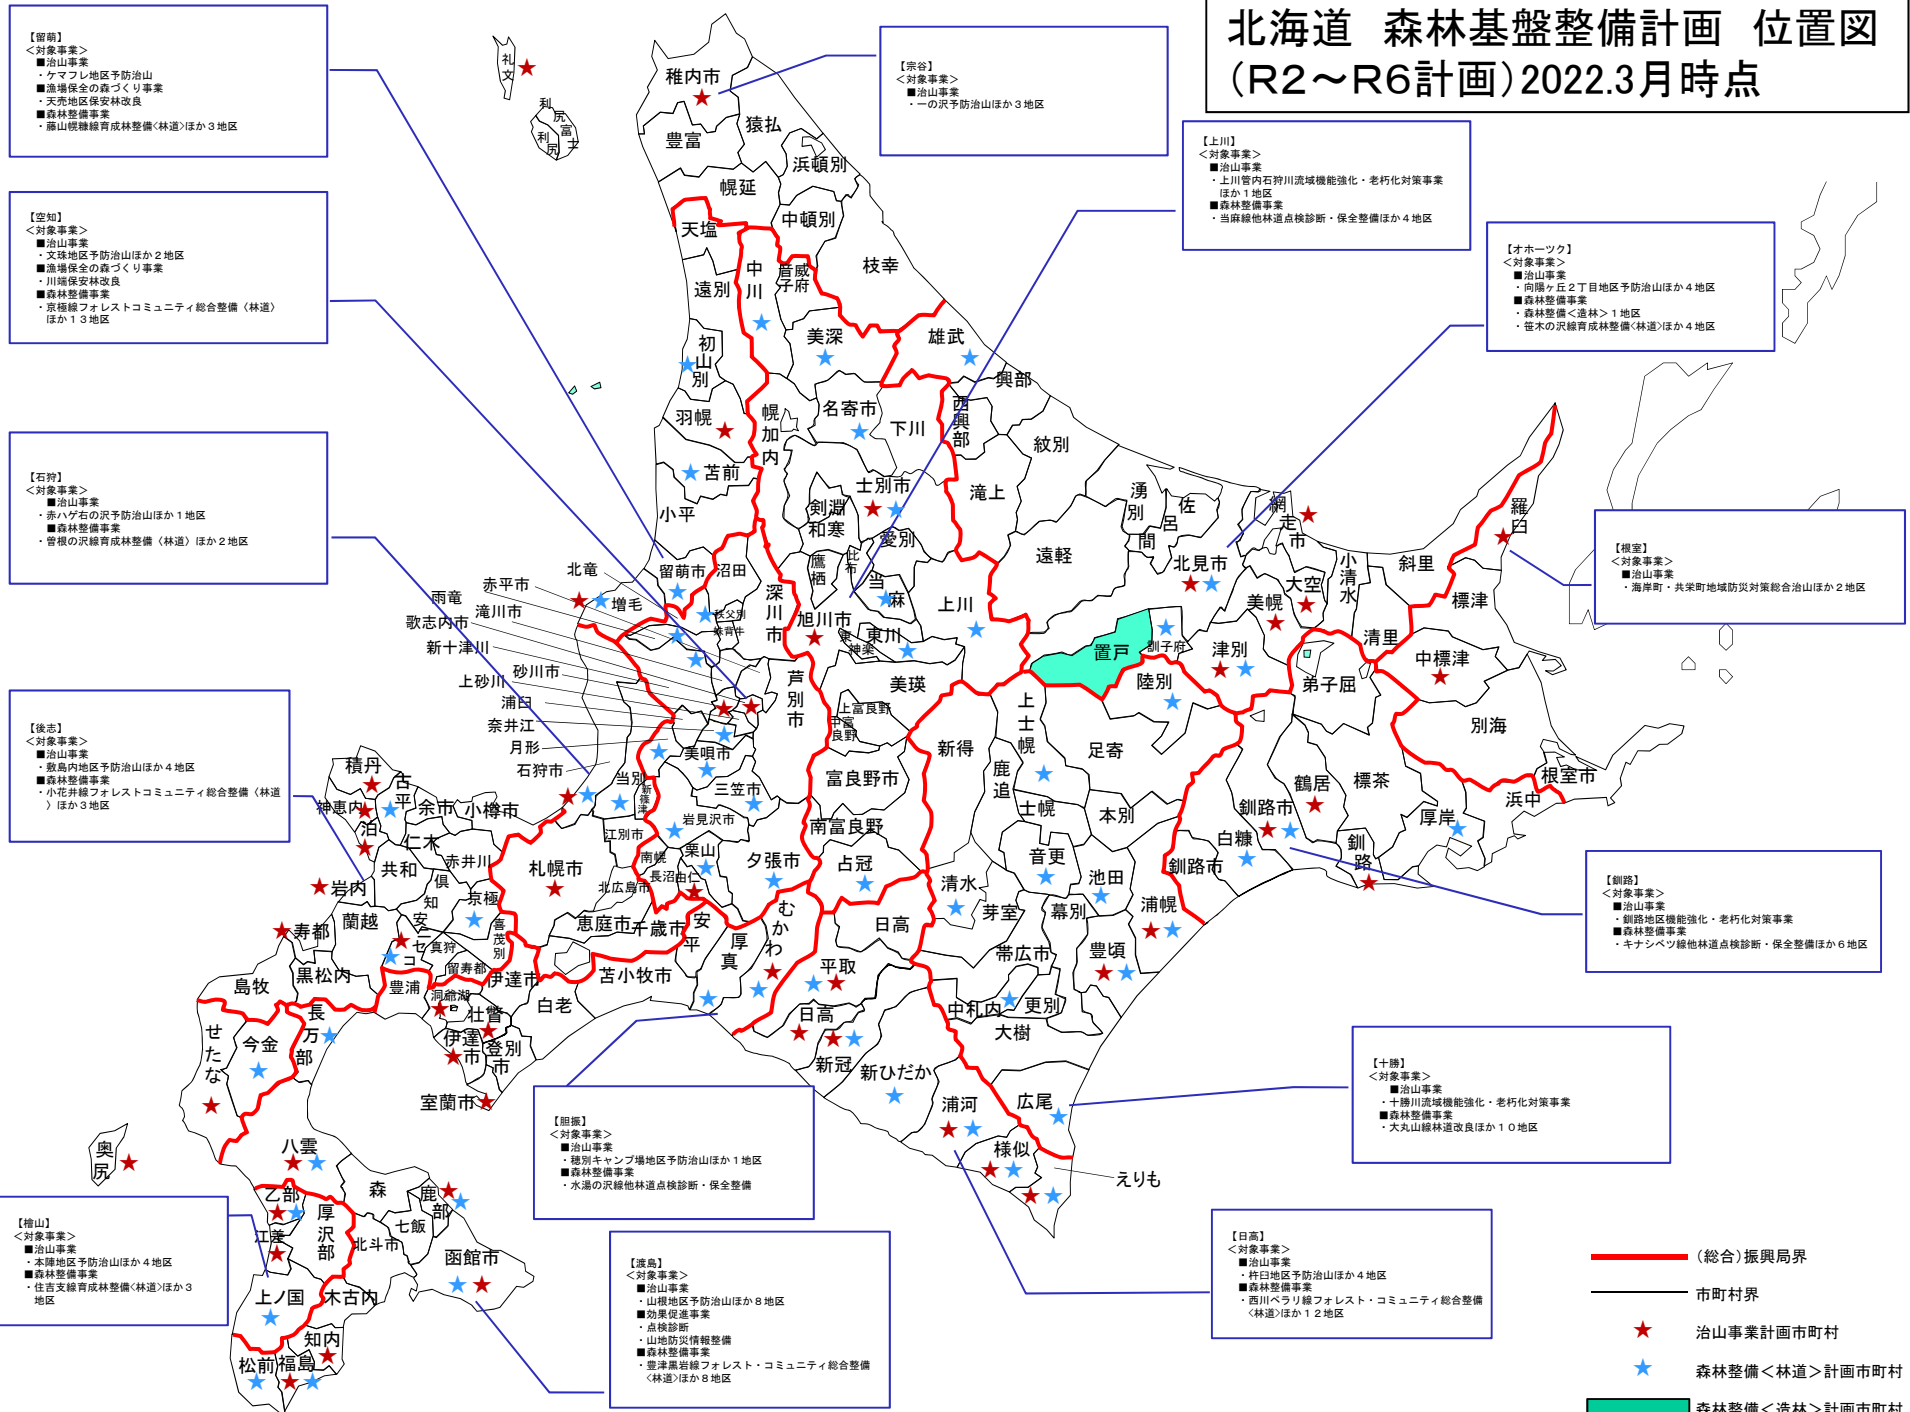 北海道　森林基盤整備計画　位置図
（R2～R6計画）2022.3月時点
【留萌】
＜対象事業＞
■治山事業
・ケマフレ地区予防治山
■漁場保全の森づくり事業
・天売地区保安林改良
■森林整備事業
・藤山幌糠線育成林整備<林道>ほか３地区
【宗谷】
＜対象事業＞
■治山事業
・一の沢予防治山ほか３地区
【上川】
＜対象事業＞
■治山事業
・上川管内石狩川流域機能強化・老朽化対策事業
ほか１地区
■森林整備事業
・当麻線他林道点検診断・保全整備ほか４地区
【空知】
＜対象事業＞
■治山事業
・文珠地区予防治山ほか２地区
■漁場保全の森づくり事業
・川端保安林改良
■森林整備事業
・京極線フォレストコミュニティ総合整備〈林道〉
ほか１３地区
【オホーツク】
＜対象事業＞
■治山事業
・向陽ヶ丘２丁目地区予防治山ほか４地区
■森林整備事業
・森林整備＜造林＞１地区
・笹木の沢線育成林整備<林道>ほか４地区
【石狩】
＜対象事業＞
■治山事業
・赤ハゲ右の沢予防治山ほか１地区
■森林整備事業
・曽根の沢線育成林整備〈林道〉ほか２地区
【根室】
＜対象事業＞
■治山事業
・海岸町・共栄町地域防災対策総合治山ほか２地区
【後志】
＜対象事業＞
■治山事業
・敷島内地区予防治山ほか４地区
■森林整備事業
・小花井線フォレストコミュニティ総合整備〈林道
〉ほか３地区
【釧路】
＜対象事業＞
■治山事業
・釧路地区機能強化・老朽化対策事業
■森林整備事業
・キナシベツ線他林道点検診断・保全整備ほか６地区
【十勝】
＜対象事業＞
■治山事業
・十勝川流域機能強化・老朽化対策事業
■森林整備事業
・大丸山線林道改良ほか１０地区
【胆振】
＜対象事業＞
■治山事業
・穂別キャンプ場地区予防治山ほか１地区
■森林整備事業
・水湯の沢線他林道点検診断・保全整備
【檜山】
＜対象事業＞
■治山事業
・本陣地区予防治山ほか４地区
■森林整備事業
・住吉支線育成林整備<林道>ほか３
地区
【渡島】
＜対象事業＞
■治山事業
・山根地区予防治山ほか８地区
■効果促進事業
・点検診断
・山地防災情報整備
■森林整備事業
・豊津黒岩線フォレスト・コミュニティ総合整備
<林道>ほか８地区
【日高】
＜対象事業＞
■治山事業
・杵臼地区予防治山ほか４地区
■森林整備事業
・西川ペラリ線フォレスト・コミュニティ総合整備
<林道>ほか１２地区
礼文
利尻富士
利尻
稚内市
豊富
猿払
浜頓別
幌延
中頓別
天塩
枝幸
中川
音威子府
遠別
美深
雄武
初山別
興部
西興部
羽幌
幌加内
名寄市
下川
紋別
苫前
士別市
滝上
湧別
佐呂間
網走市
羅臼
小平
剣淵
和寒
愛別
遠軽
北見市
小清水
斜里
留萌市
沼田
鷹栖
比布
当麻
大空
標津
北竜
赤平市
雨竜
滝川市
増毛
秩父別
妹背牛
深川市
旭川市
上川
美幌
歌志内市
東神楽
東川
置戸
訓子府
津別
清里
中標津
新十津川
砂川市
上砂川
浦臼
奈井江
月形
石狩市
芦別市
美瑛
陸別
弟子屈
上富良野
中富良野
上士幌
別海
新得
足寄
美唄市
鹿追
標茶
根室市
積丹
古平
当別
新篠津
三笠市
富良野市
鶴居
浜中
神恵内
余市
小樽市
岩見沢市
士幌
本別
釧路市
厚岸
泊
仁木
江別市
南富良野
白糠
釧路
共和
赤井川
南幌
栗山
夕張市
占冠
音更
釧路市
岩内
倶知安
札幌市
長沼
由仁
清水
池田
蘭越
京極
北広島市
芽室
幕別
浦幌
寿都
ニセコ
真狩
喜茂別
恵庭市
千歳市
安平
厚真
むかわ
日高
帯広市
豊頃
黒松内
留寿都
島牧
豊浦
洞爺湖
伊達市
白老
苫小牧市
平取
中札内
更別
せたな
長万部
壮瞥
日高
大樹
今金
伊達市
登別市
新冠
新ひだか
室蘭市
浦河
広尾
奥尻
八雲
様似
えりも
乙部
森
鹿部
厚沢部
七飯
江差
北斗市
函館市
上ノ国
木古内
知内
松前
福島
（総合）振興局界
市町村界
治山事業計画市町村
森林整備＜林道＞計画市町村
森林整備＜造林＞計画市町村